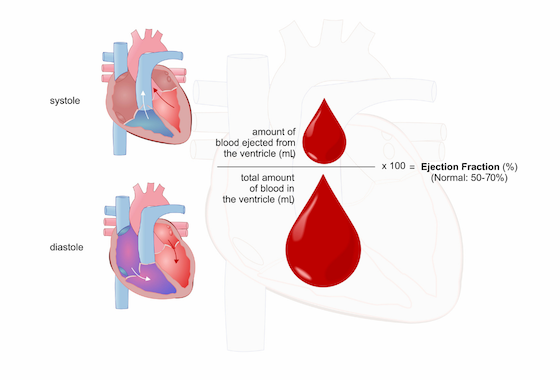 systole
amount of
blood ejected from
the ventricle (mL)
x 100 = Ejection Fraction (%)
(Normal: 50-70%)
total amount
of blood in
the ventricle (mL)
diastole